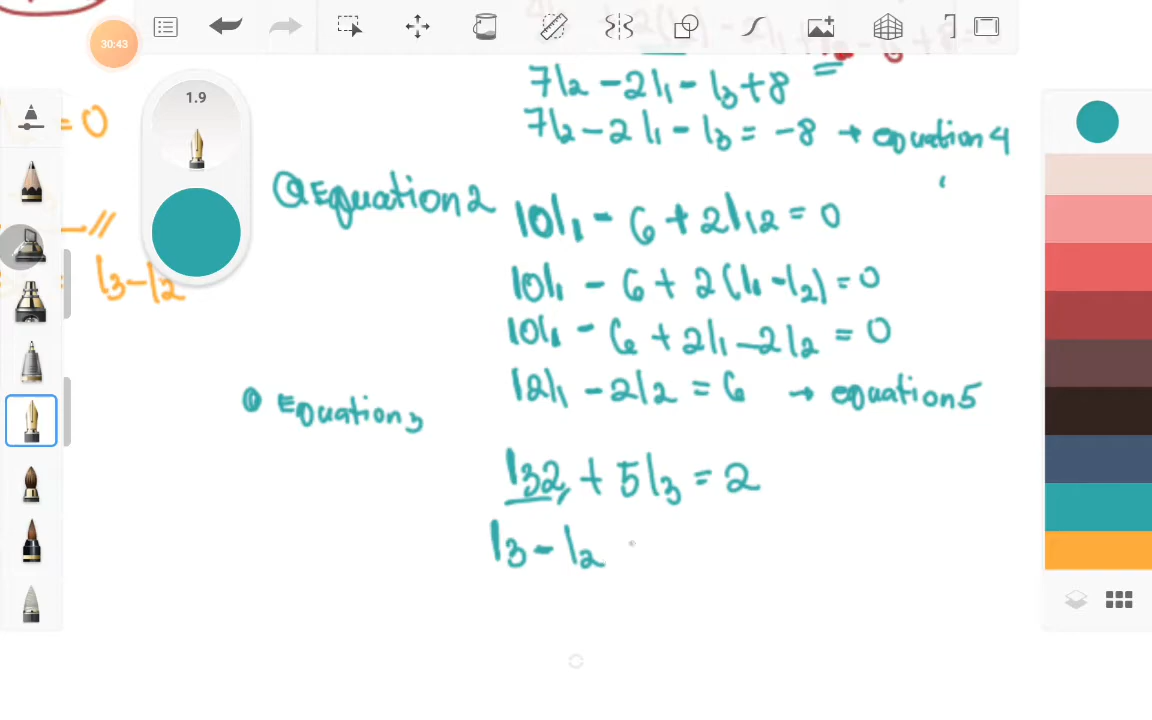 30:43
1.9
= 0
7I2 - 2I1 - I3 + 8
7I2 - 2I1 - I3 = -8 → equation 4
Equation 2
10I1 - 6 + 2I12 = 0
I3 - I2
10I1 - 6 + 2(I1 - I2) = 0
10I1 - 6 + 2I1 - 2I2 = 0
12I1 - 2I2 = 6 → equation 5
Equation 3
I32 + 5I3 = 2
I3 - I2